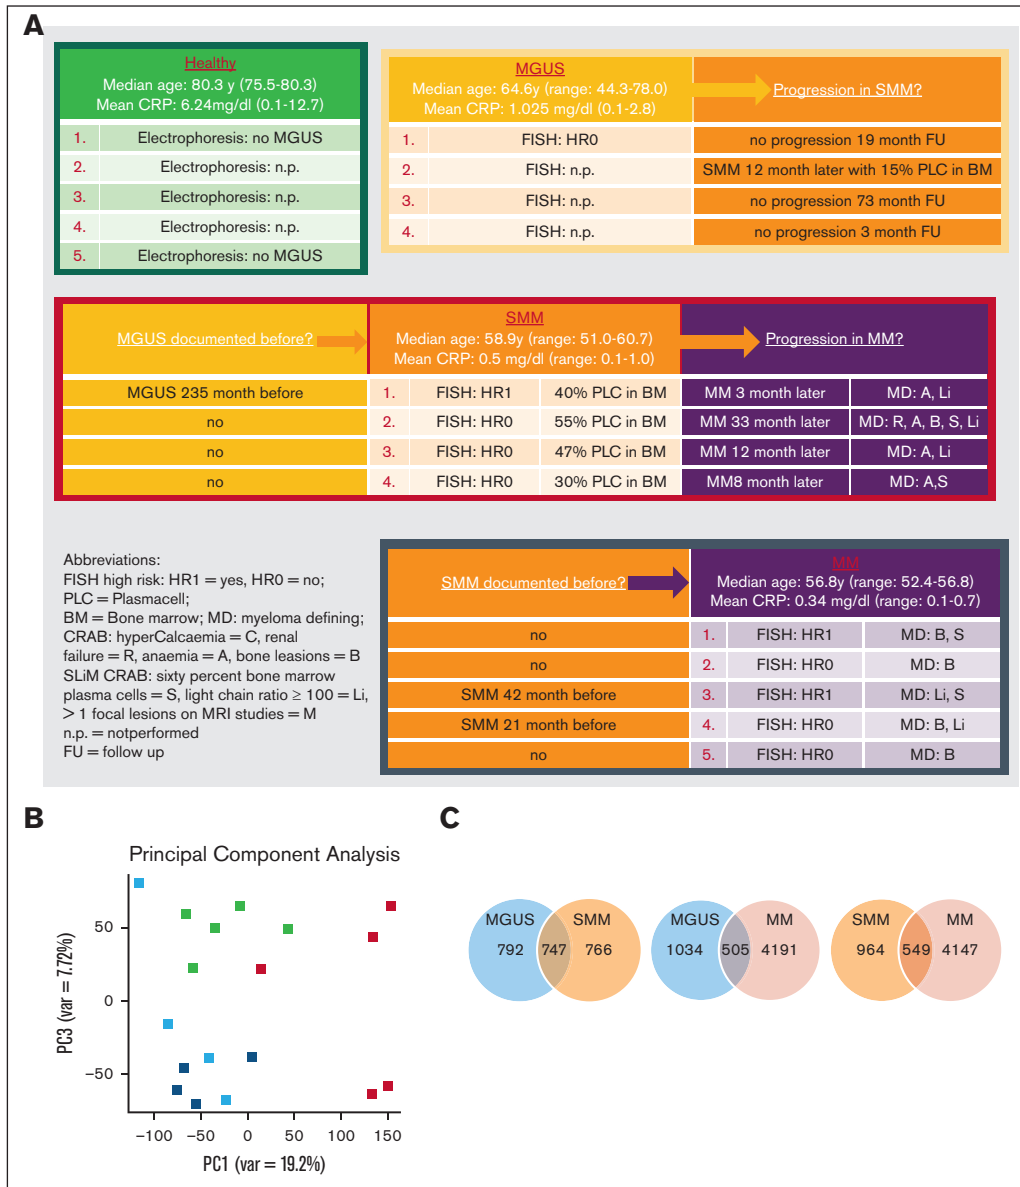 A
Healthy
Median age: 80.3 y (75.5-80.3)
Mean CRP: 6.24mg/dl (0.1-12.7)
1. Electrophoresis: no MGUS
2. Electrophoresis: n.p.
3. Electrophoresis: n.p.
4. Electrophoresis: n.p.
5. Electrophoresis: no MGUS
MGUS
Median age: 64.6y (range: 44.3-78.0)
Mean CRP: 1.025 mg/dl (0.1-2.8)
Progression in SMM?
1. FISH: HR0 no progression 19 month FU
2. FISH: n.p. SMM 12 month later with 15% PLC in BM
3. FISH: n.p. no progression 73 month FU
4. FISH: n.p. no progression 3 month FU
MGUS documented before?
SMM
Median age: 58.9y (range: 51.0-60.7)
Mean CRP: 0.5 mg/dl (range: 0.1-1.0)
Progression in MM?
MGUS 235 month before 1. FISH: HR1 40% PLC in BM MM 3 month later MD: A, Li
no 2. FISH: HR0 55% PLC in BM MM 33 month later MD: R, A, B, S, Li
no 3. FISH: HR0 47% PLC in BM MM 12 month later MD: A, Li
no 4. FISH: HR0 30% PLC in BM MM8 month later MD: A,S
Abbreviations:
FISH high risk: HR1 = yes, HR0 = no;
PLC = Plasmacell;
BM = Bone marrow; MD: myeloma defining;
CRAB: hyperCalcaemia = C, renal
failure = R, anaemia = A, bone leasions = B
SLiM CRAB: sixty percent bone marrow
plasma cells = S, light chain ratio ≥ 100 = Li,
> 1 focal lesions on MRI studies = M
n.p. = notperformed
FU = follow up
SMM documented before?
MM
Median age: 56.8y (range: 52.4-56.8)
Mean CRP: 0.34 mg/dl (range: 0.1-0.7)
no 1. FISH: HR1 MD: B, S
no 2. FISH: HR0 MD: B
SMM 42 month before 3. FISH: HR1 MD: Li, S
SMM 21 month before 4. FISH: HR0 MD: B, Li
no 5. FISH: HR0 MD: B
B
Principal Component Analysis
PC3 (var = 7.72%)
50
0
−50
−100 −50 0 50 100 150
PC1 (var = 19.2%)
C
MGUS SMM
792 747 766
MGUS MM
1034 505 4191
SMM MM
964 549 4147